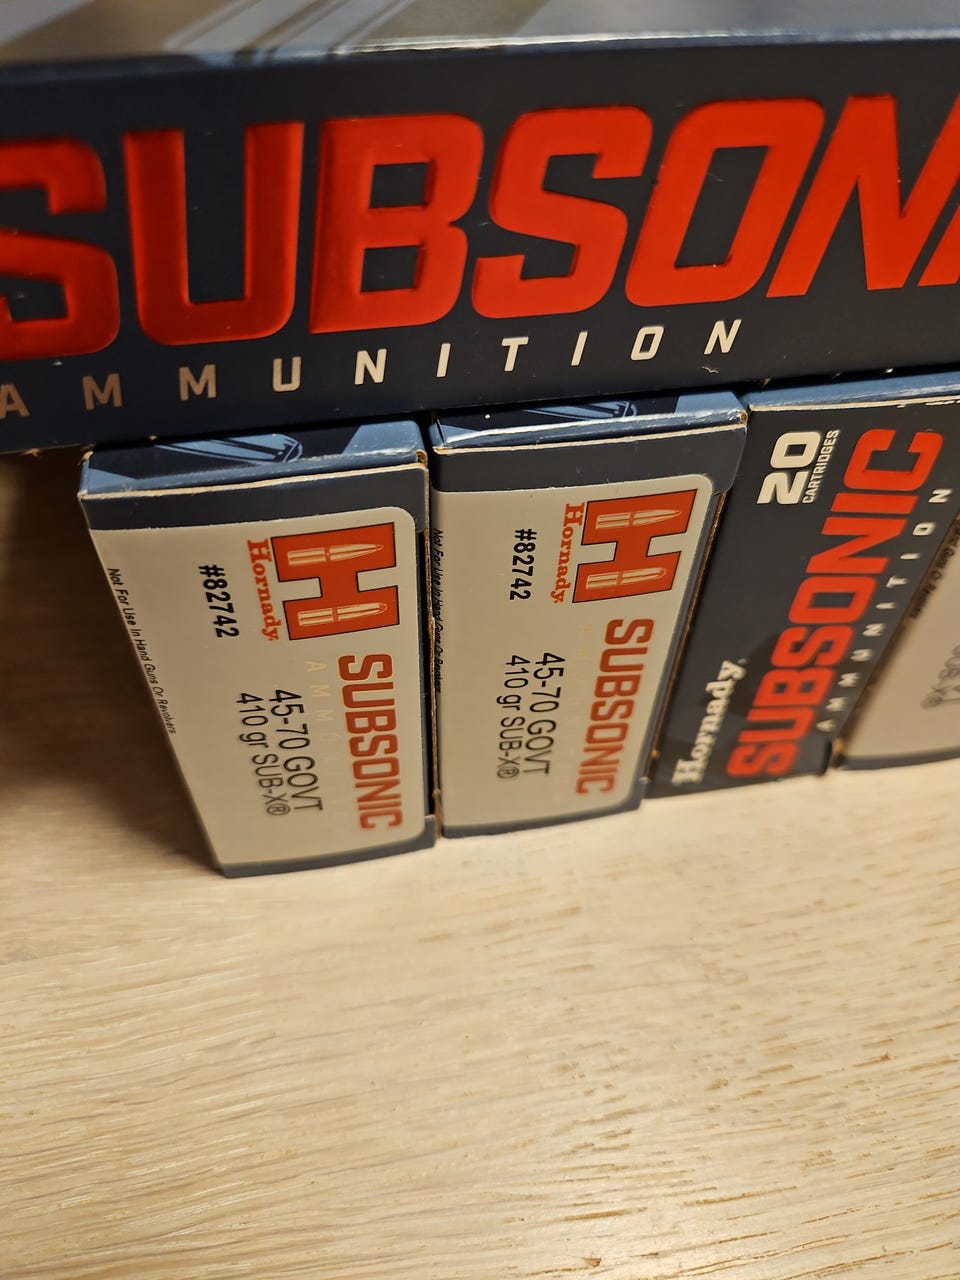 SUBSON
AMMUNITION
Hornady
#82742
SUBSONIC
AMMO
45-70 GOVT
410 gr SUB-X®
Not For Use In Hand Guns Or Revolvers
Hornady
#82742
SUBSONIC
45-70 GOVT
410 gr SUB-X®
Not For Use In Hand Guns Or Revolvers
20
CARTRIDGES
Hornady
SUBSONIC
AMMUNITION